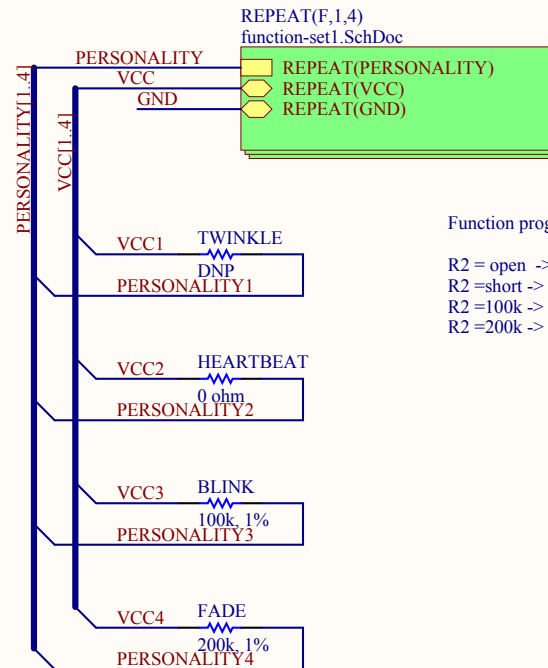 REPEAT(F,1,4)
function-set1.SchDoc
PERSONALITY
REPEAT(PERSONALITY)
VCC
REPEAT(VCC)
GND
REPEAT(GND)
PERSONALITY[1..4]
VCC[1..4]
Function prog
R2 = open ->
R2 =short ->
R2 =100k ->
R2 =200k ->
VCC1
TWINKLE
DNP
PERSONALITY1
VCC2
HEARTBEAT
0 ohm
PERSONALITY2
VCC3
BLINK
100k, 1%
PERSONALITY3
VCC4
FADE
200k, 1%
PERSONALITY4